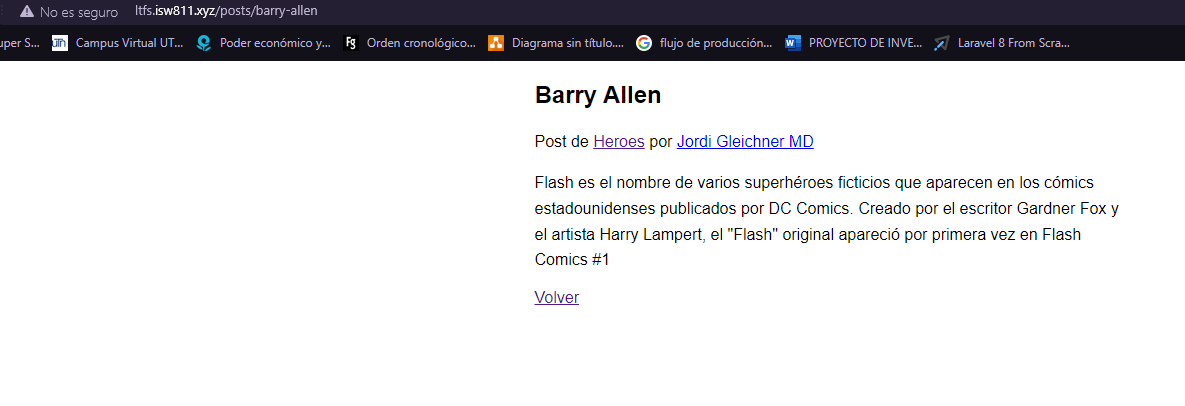 No es seguro ltfs.isw811.xyz/posts/barry-allen
uper S... UTN Campus Virtual UT... Poder económico y... Fg Orden cronológico... Diagrama sin título.... flujo de producción... PROYECTO DE INVE... Laravel 8 From Scra...
Barry Allen
Post de Heroes por Jordi Gleichner MD
Flash es el nombre de varios superhéroes ficticios que aparecen en los cómics
estadounidenses publicados por DC Comics. Creado por el escritor Gardner Fox y
el artista Harry Lampert, el "Flash" original apareció por primera vez en Flash
Comics #1
Volver